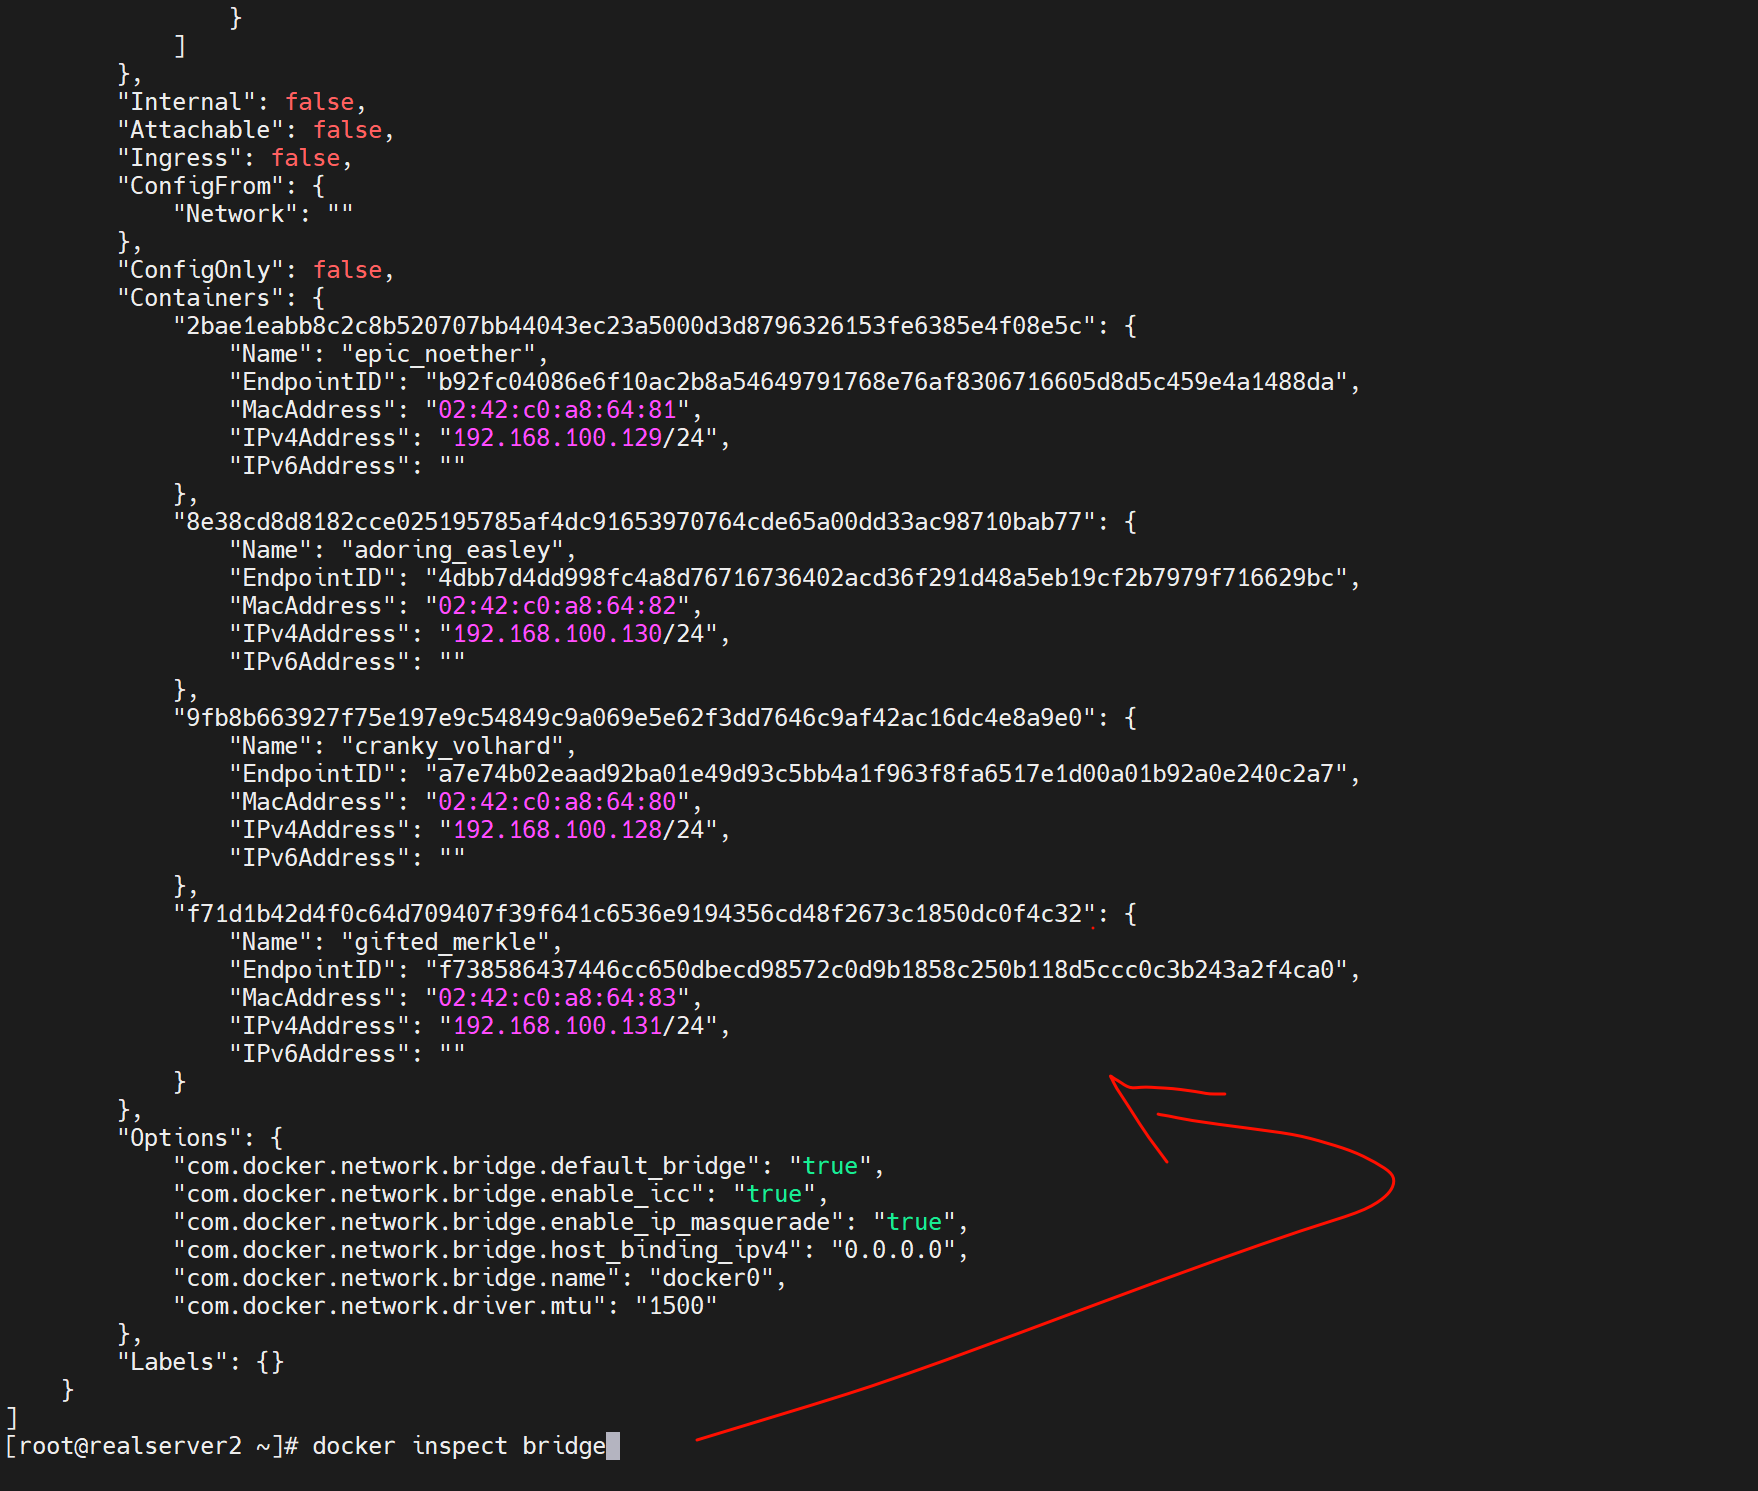 }
]
},
"Internal": false,
"Attachable": false,
"Ingress": false,
"ConfigFrom": {
"Network": ""
},
"ConfigOnly": false,
"Containers": {
"2bae1eabb8c2c8b520707bb44043ec23a5000d3d8796326153fe6385e4f08e5c": {
"Name": "epic_noether",
"EndpointID": "b92fc04086e6f10ac2b8a54649791768e76af8306716605d8d5c459e4a1488da",
"MacAddress": "02:42:c0:a8:64:81",
"IPv4Address": "192.168.100.129/24",
"IPv6Address": ""
},
"8e38cd8d8182cce025195785af4dc91653970764cde65a00dd33ac98710bab77": {
"Name": "adoring_easley",
"EndpointID": "4dbb7d4dd998fc4a8d76716736402acd36f291d48a5eb19cf2b7979f716629bc",
"MacAddress": "02:42:c0:a8:64:82",
"IPv4Address": "192.168.100.130/24",
"IPv6Address": ""
},
"9fb8b663927f75e197e9c54849c9a069e5e62f3dd7646c9af42ac16dc4e8a9e0": {
"Name": "cranky_volhard",
"EndpointID": "a7e74b02eaad92ba01e49d93c5bb4a1f963f8fa6517e1d00a01b92a0e240c2a7",
"MacAddress": "02:42:c0:a8:64:80",
"IPv4Address": "192.168.100.128/24",
"IPv6Address": ""
},
"f71d1b42d4f0c64d709407f39f641c6536e9194356cd48f2673c1850dc0f4c32": {
"Name": "gifted_merkle",
"EndpointID": "f738586437446cc650dbecd98572c0d9b1858c250b118d5ccc0c3b243a2f4ca0",
"MacAddress": "02:42:c0:a8:64:83",
"IPv4Address": "192.168.100.131/24",
"IPv6Address": ""
}
},
"Options": {
"com.docker.network.bridge.default_bridge": "true",
"com.docker.network.bridge.enable_icc": "true",
"com.docker.network.bridge.enable_ip_masquerade": "true",
"com.docker.network.bridge.host_binding_ipv4": "0.0.0.0",
"com.docker.network.bridge.name": "docker0",
"com.docker.network.driver.mtu": "1500"
},
"Labels": {}
}
]
[root@realserver2 ~]# docker inspect bridge